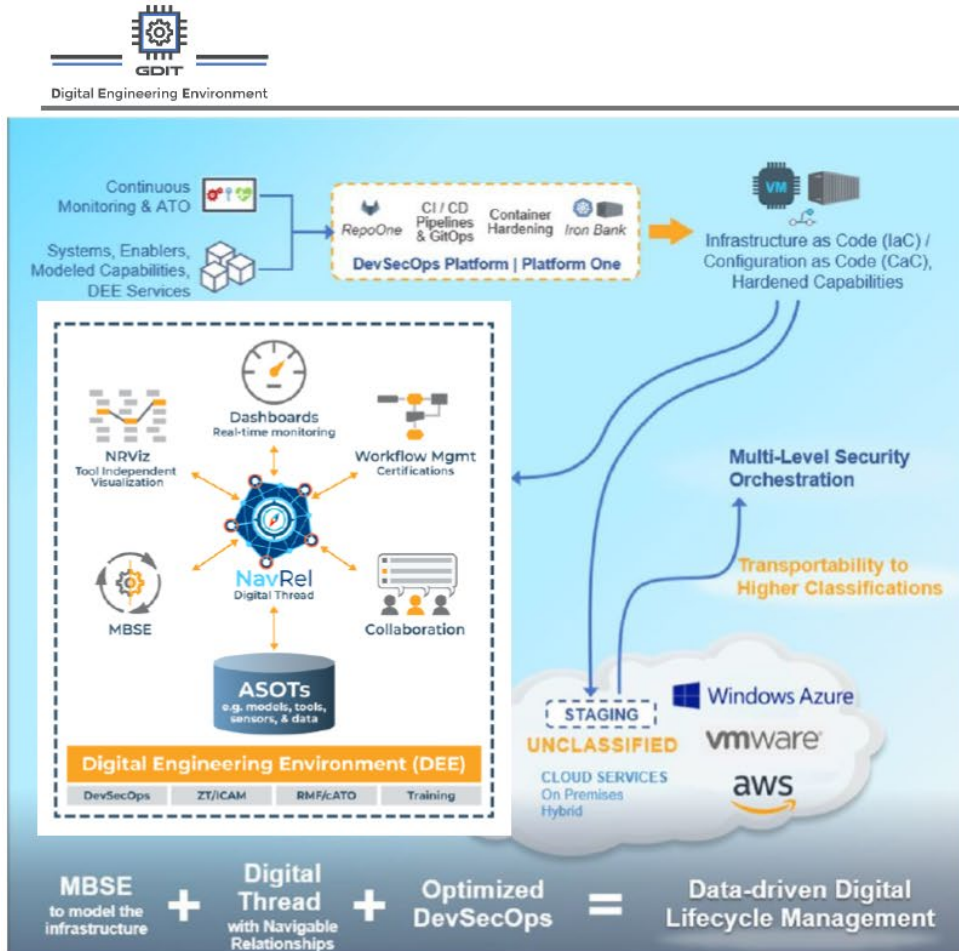 GDIT
Digital Engineering Environment
Continuous
Monitoring & ATO
Systems, Enablers,
Modeled Capabilities,
DEE Services
RepoOne
CI / CD
Pipelines
& GitOps
Container
Hardening
Iron Bank
DevSecOps Platform | Platform One
VM
Infrastructure as Code (IaC) /
Configuration as Code (CaC),
Hardened Capabilities
Dashboards
Real-time monitoring
NRViz
Tool Independent
Visualization
Workflow Mgmt
Certifications
NavRel
Digital Thread
MBSE
Collaboration
ASOTs
e.g. models, tools,
sensors, & data
Digital Engineering Environment (DEE)
DevSecOps
ZT/ICAM
RMF/cATO
Training
Multi-Level Security
Orchestration
Transportability to
Higher Classifications
STAGING
UNCLASSIFIED
CLOUD SERVICES
On Premises
Hybrid
Windows Azure
vmware
aws
MBSE
to model the
infrastructure
+
Digital
Thread
with Navigable
Relationships
+
Optimized
DevSecOps
=
Data-driven Digital
Lifecycle Management